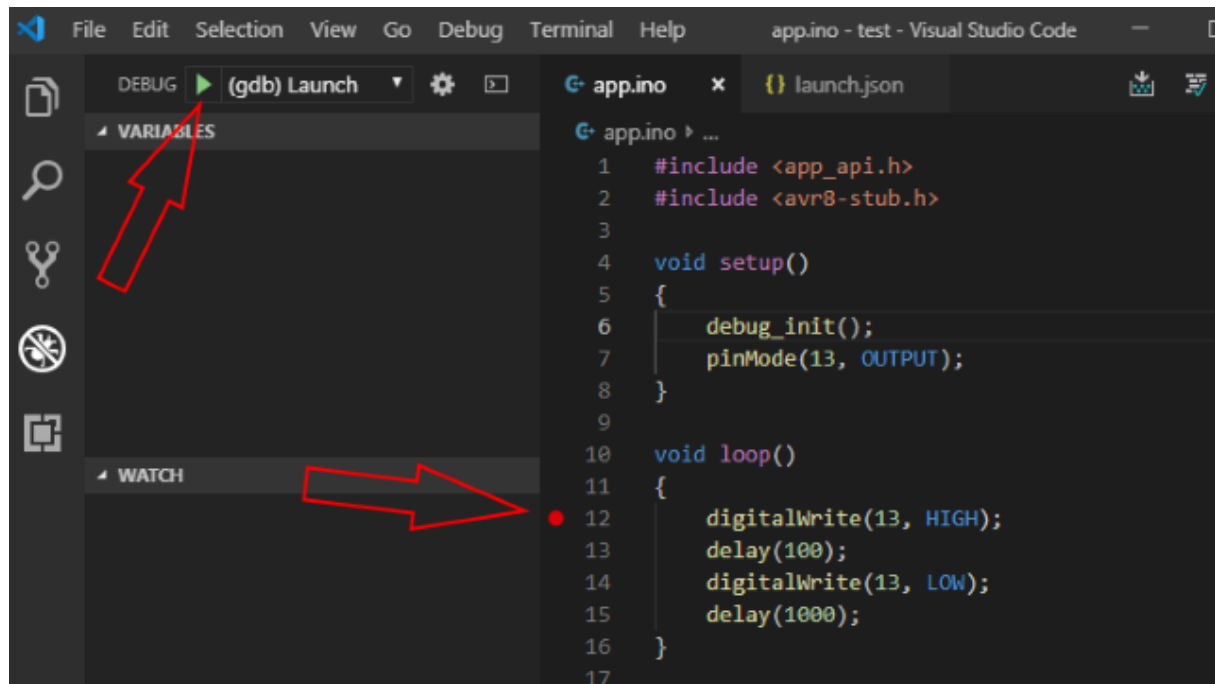 File Edit Selection View Go Debug Terminal Help app.ino - test - Visual Studio Code
DEBUG (gdb) Launch
VARIABLES
WATCH
app.ino × {} launch.json
app.ino ...
1 #include <app_api.h>
2 #include <avr8-stub.h>
3
4 void setup()
5 {
6 debug_init();
7 pinMode(13, OUTPUT);
8 }
9
10 void loop()
11 {
12 digitalWrite(13, HIGH);
13 delay(100);
14 digitalWrite(13, LOW);
15 delay(1000);
16 }
17